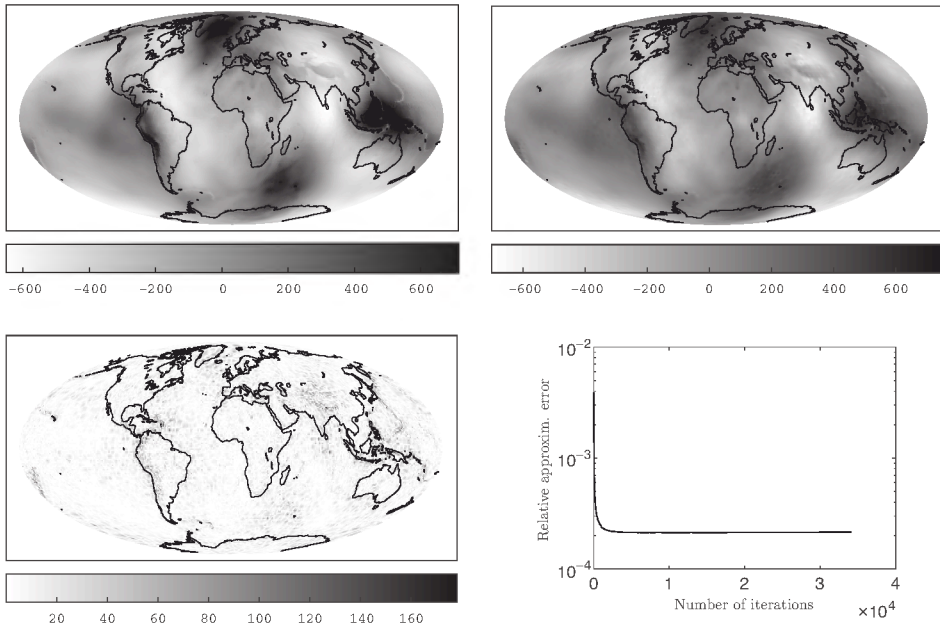 −600 −400 −200 0 200 400 600
−600 −400 −200 0 200 400 600
20 40 60 80 100 120 140 160
10−2
10−3
10−4
Relative approxim. error
0 1 2 3 4
Number of iterations
×10⁴